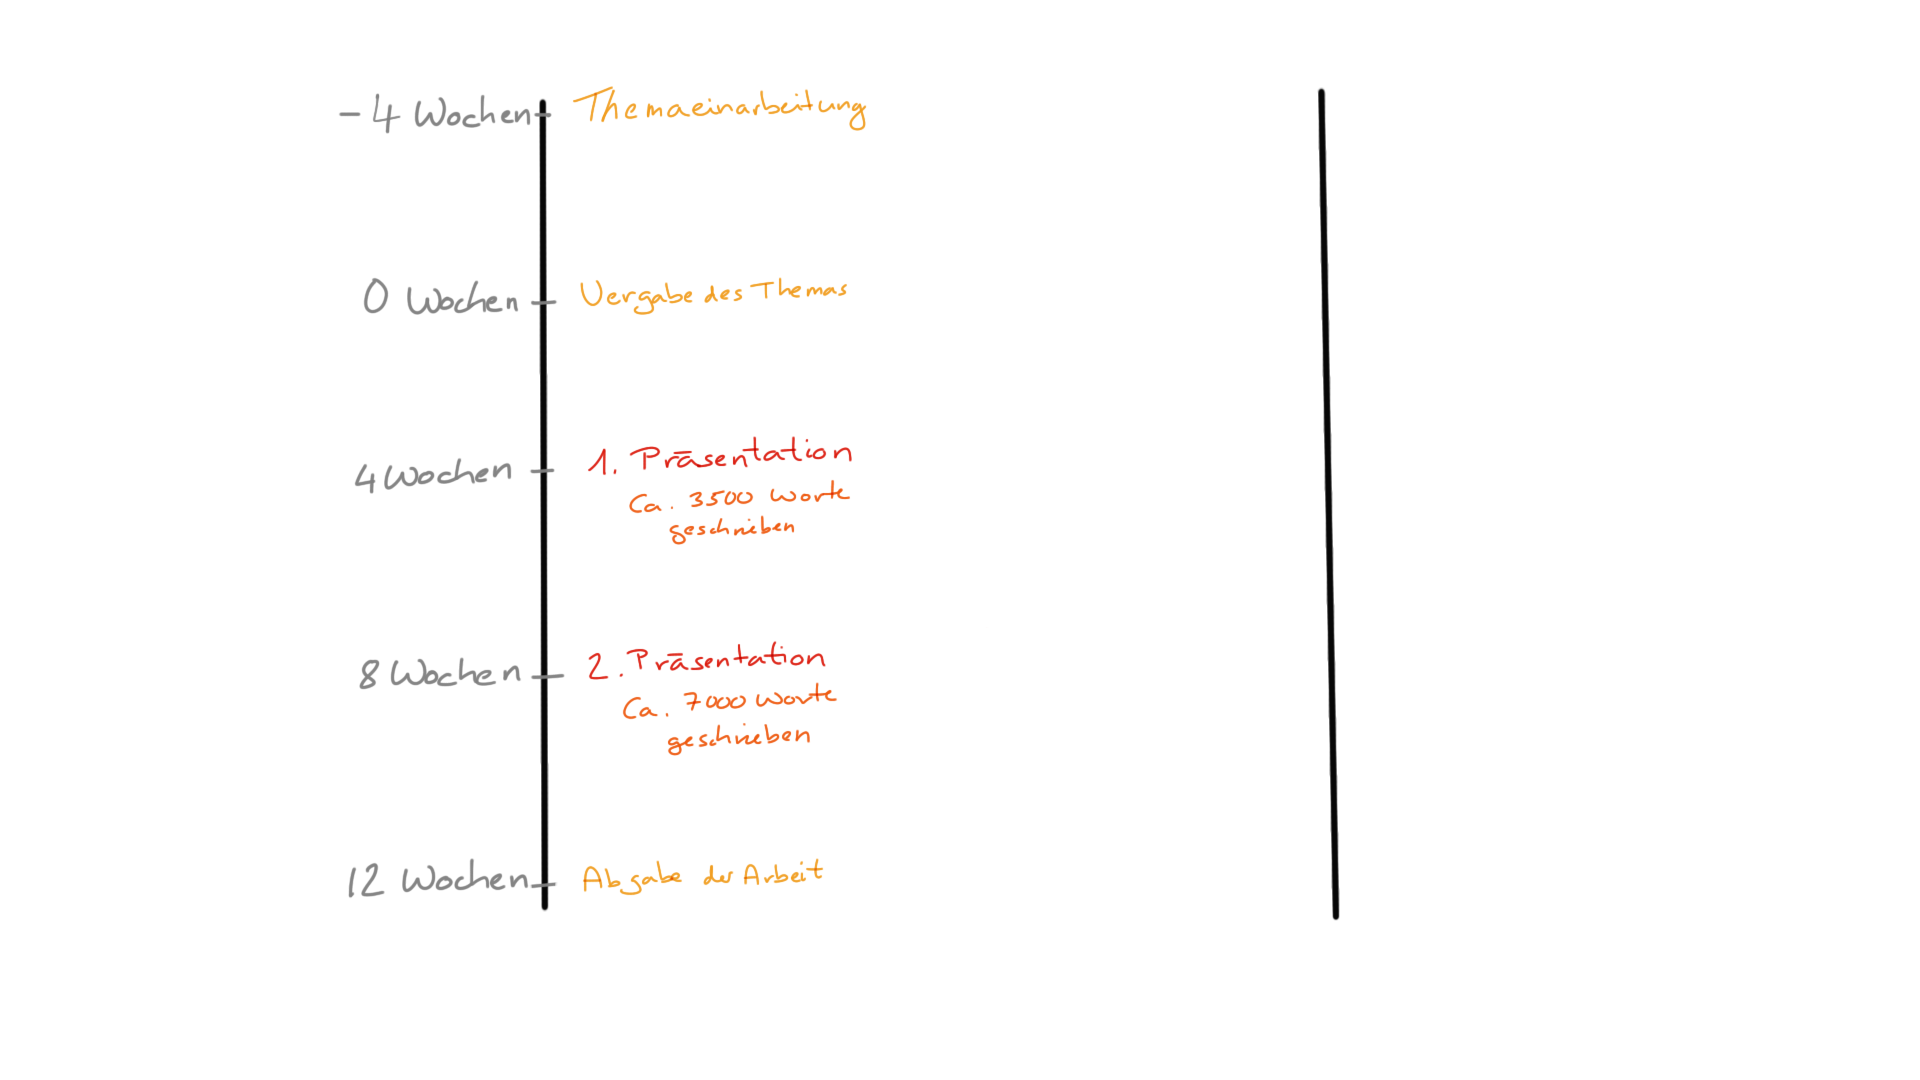 - 4 Wochen Themaeinarbeitung
0 Wochen Vergabe des Themas
4 Wochen 1. Präsentation
Ca. 3500 Worte
geschrieben
8 Wochen 2. Präsentation
Ca. 7000 Worte
geschrieben
12 Wochen Abgabe der Arbeit